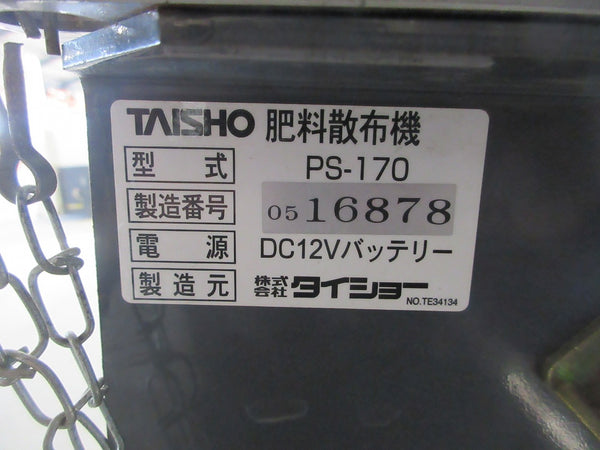 TAISHO 肥料散布機
型式 PS-170
製造番号 0516878
電源 DC12Vバッテリー
製造元 株式会社タイショー
NO.TE34134